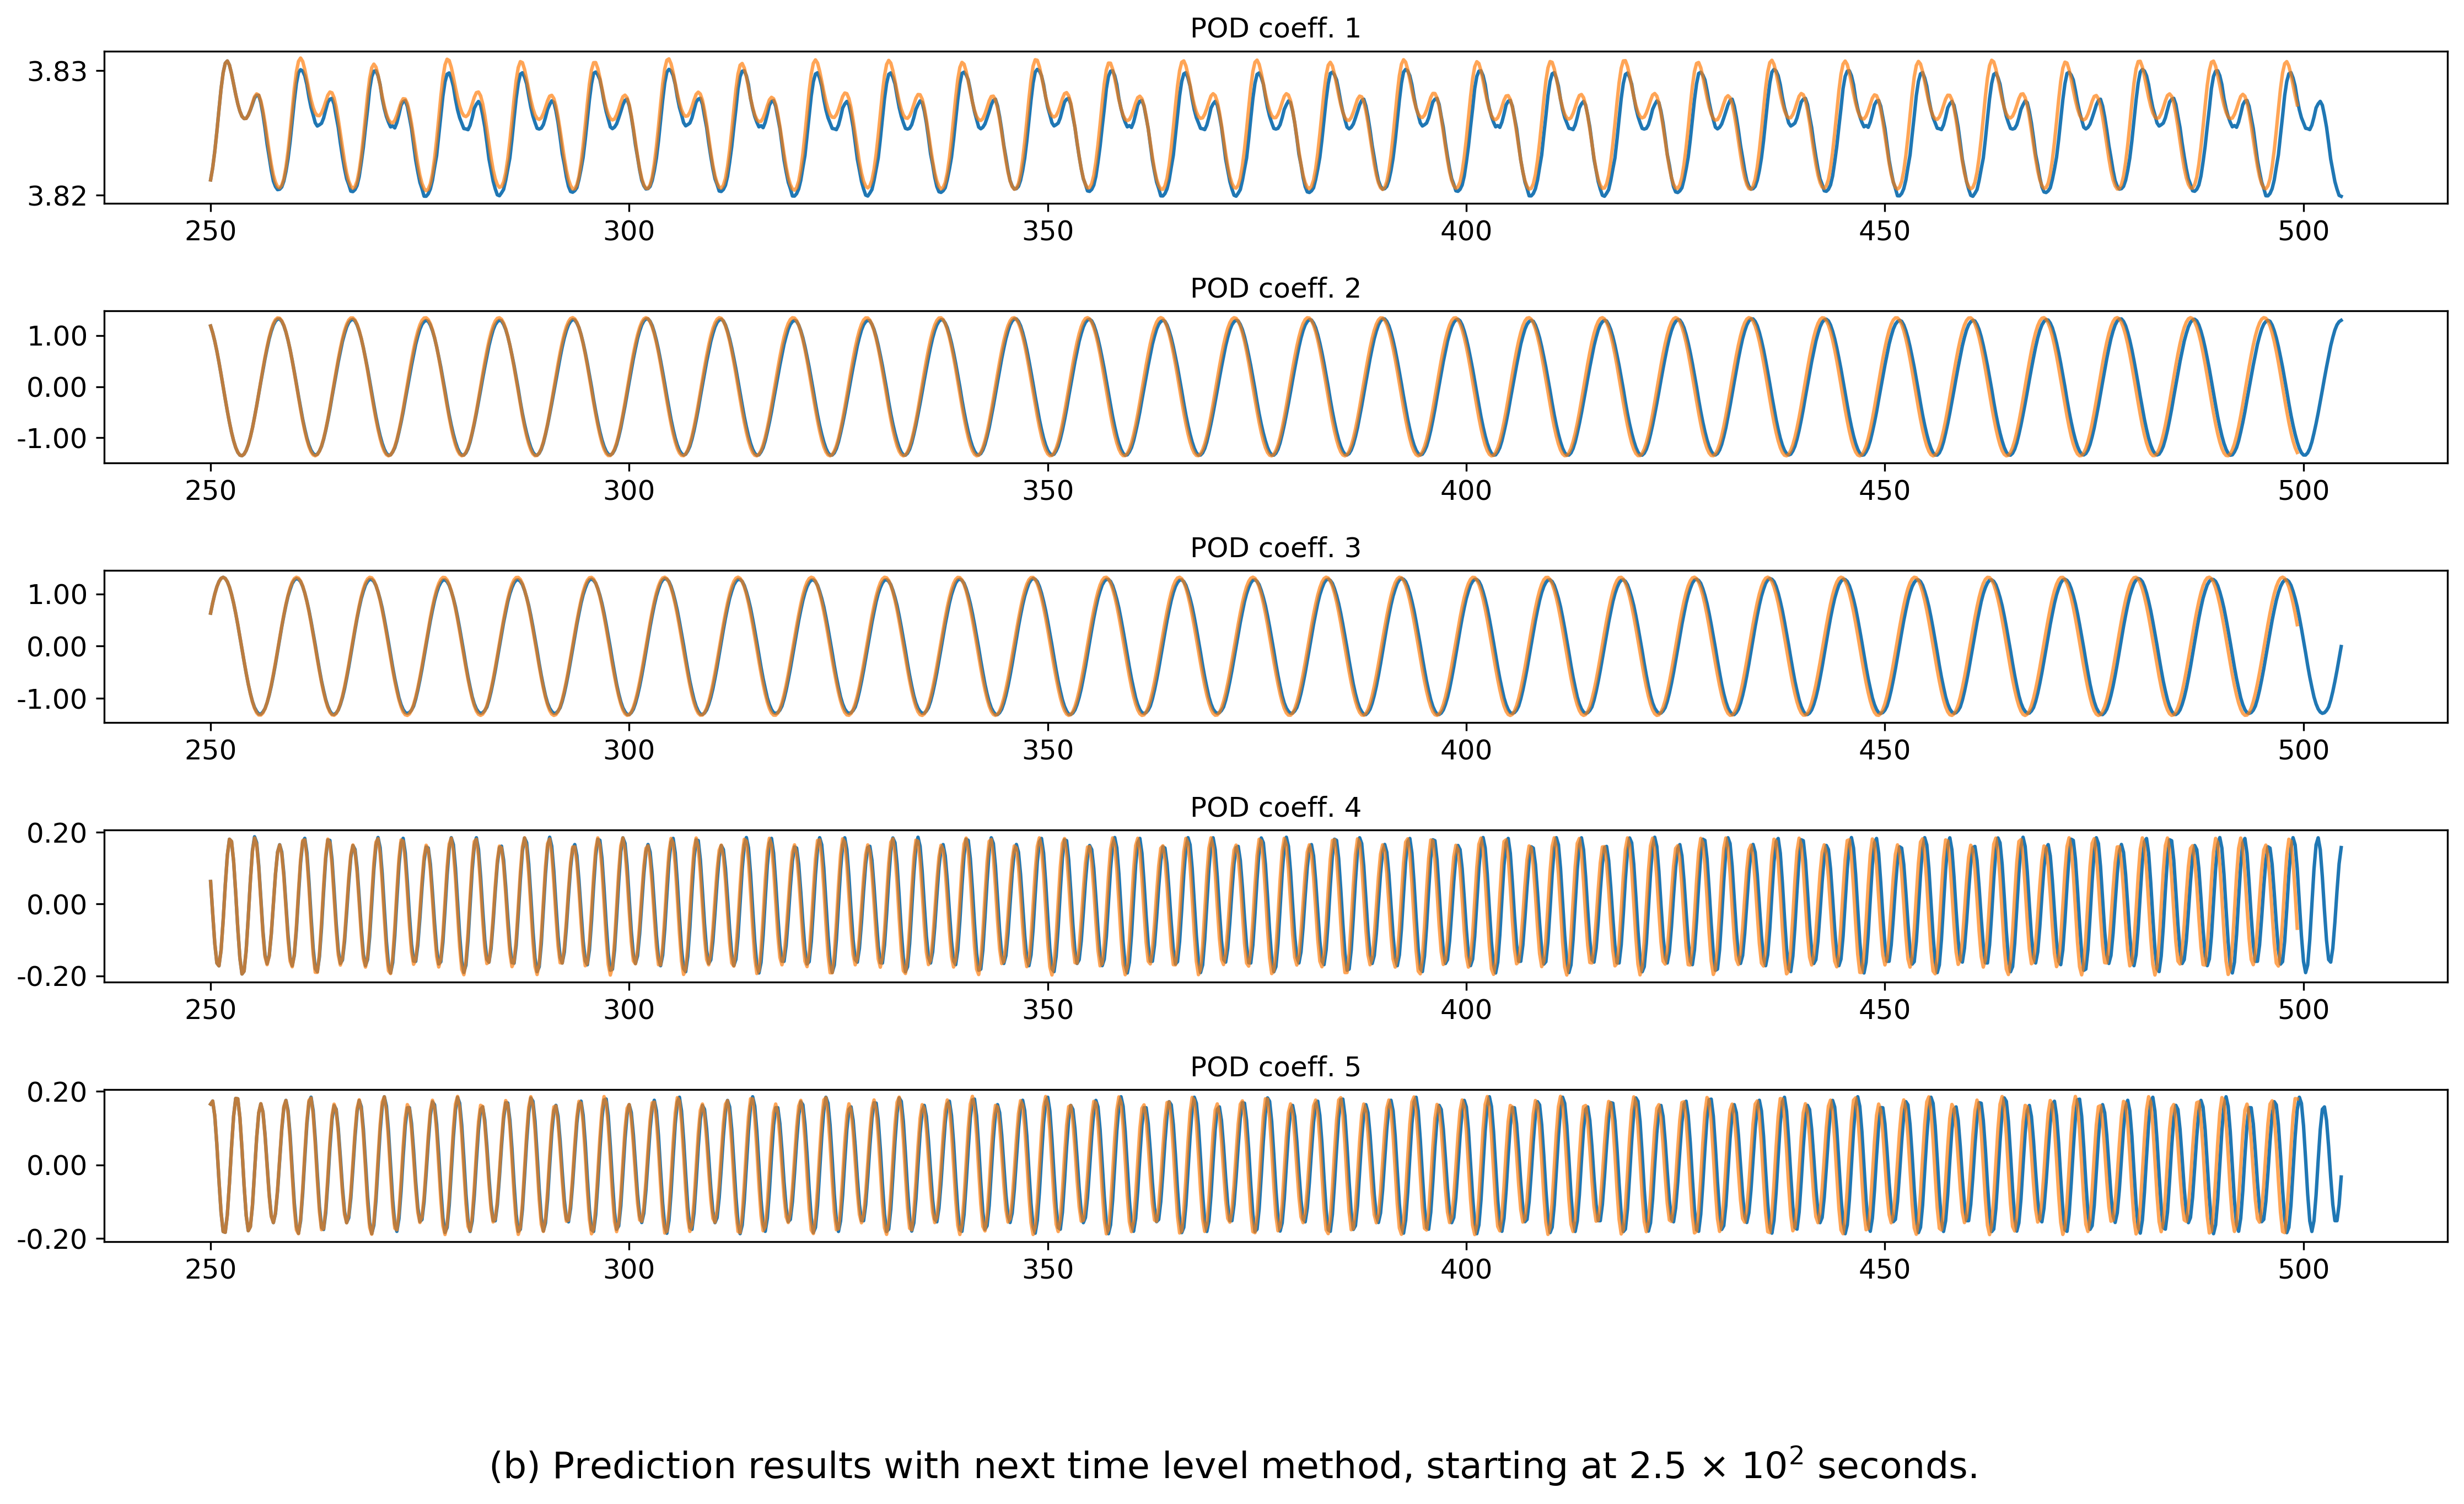 POD coeff. 1
3.83
3.82
250 300 350 400 450 500
POD coeff. 2
1.00
0.00
-1.00
250 300 350 400 450 500
POD coeff. 3
1.00
0.00
-1.00
250 300 350 400 450 500
POD coeff. 4
0.20
0.00
-0.20
250 300 350 400 450 500
POD coeff. 5
0.20
0.00
-0.20
250 300 350 400 450 500
(b) Prediction results with next time level method, starting at 2.5 × 10² seconds.